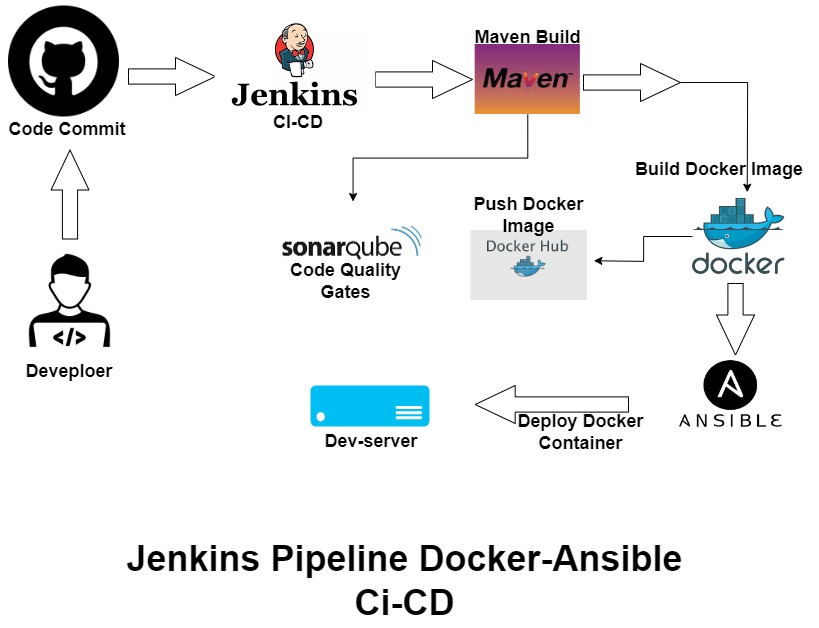 Code Commit
Jenkins
CI-CD
Maven Build
Maven™
Build Docker Image
docker
Push Docker
Image
Docker Hub
sonarqube
Code Quality
Gates
</>
Deveploer
ANSIBLE
Deploy Docker
Container
Dev-server
Jenkins Pipeline Docker-Ansible
Ci-CD